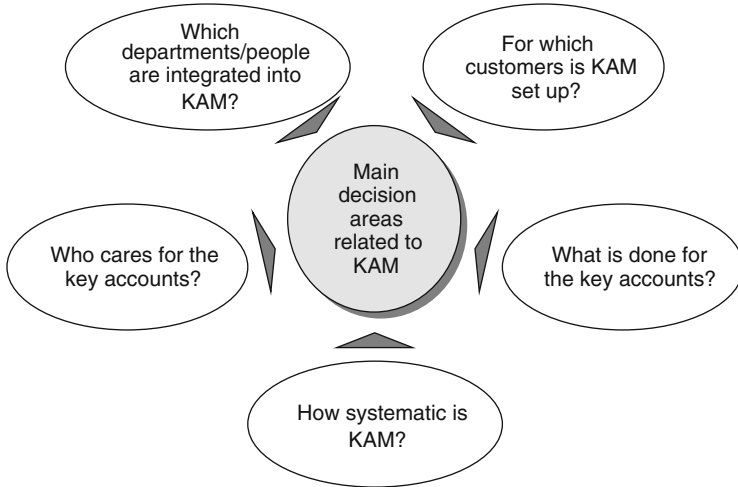 Which
departments/people
are integrated into
KAM?
For which
customers is KAM
set up?
Main
decision
areas
related to
KAM
Who cares for the
key accounts?
What is done for
the key accounts?
How systematic is
KAM?